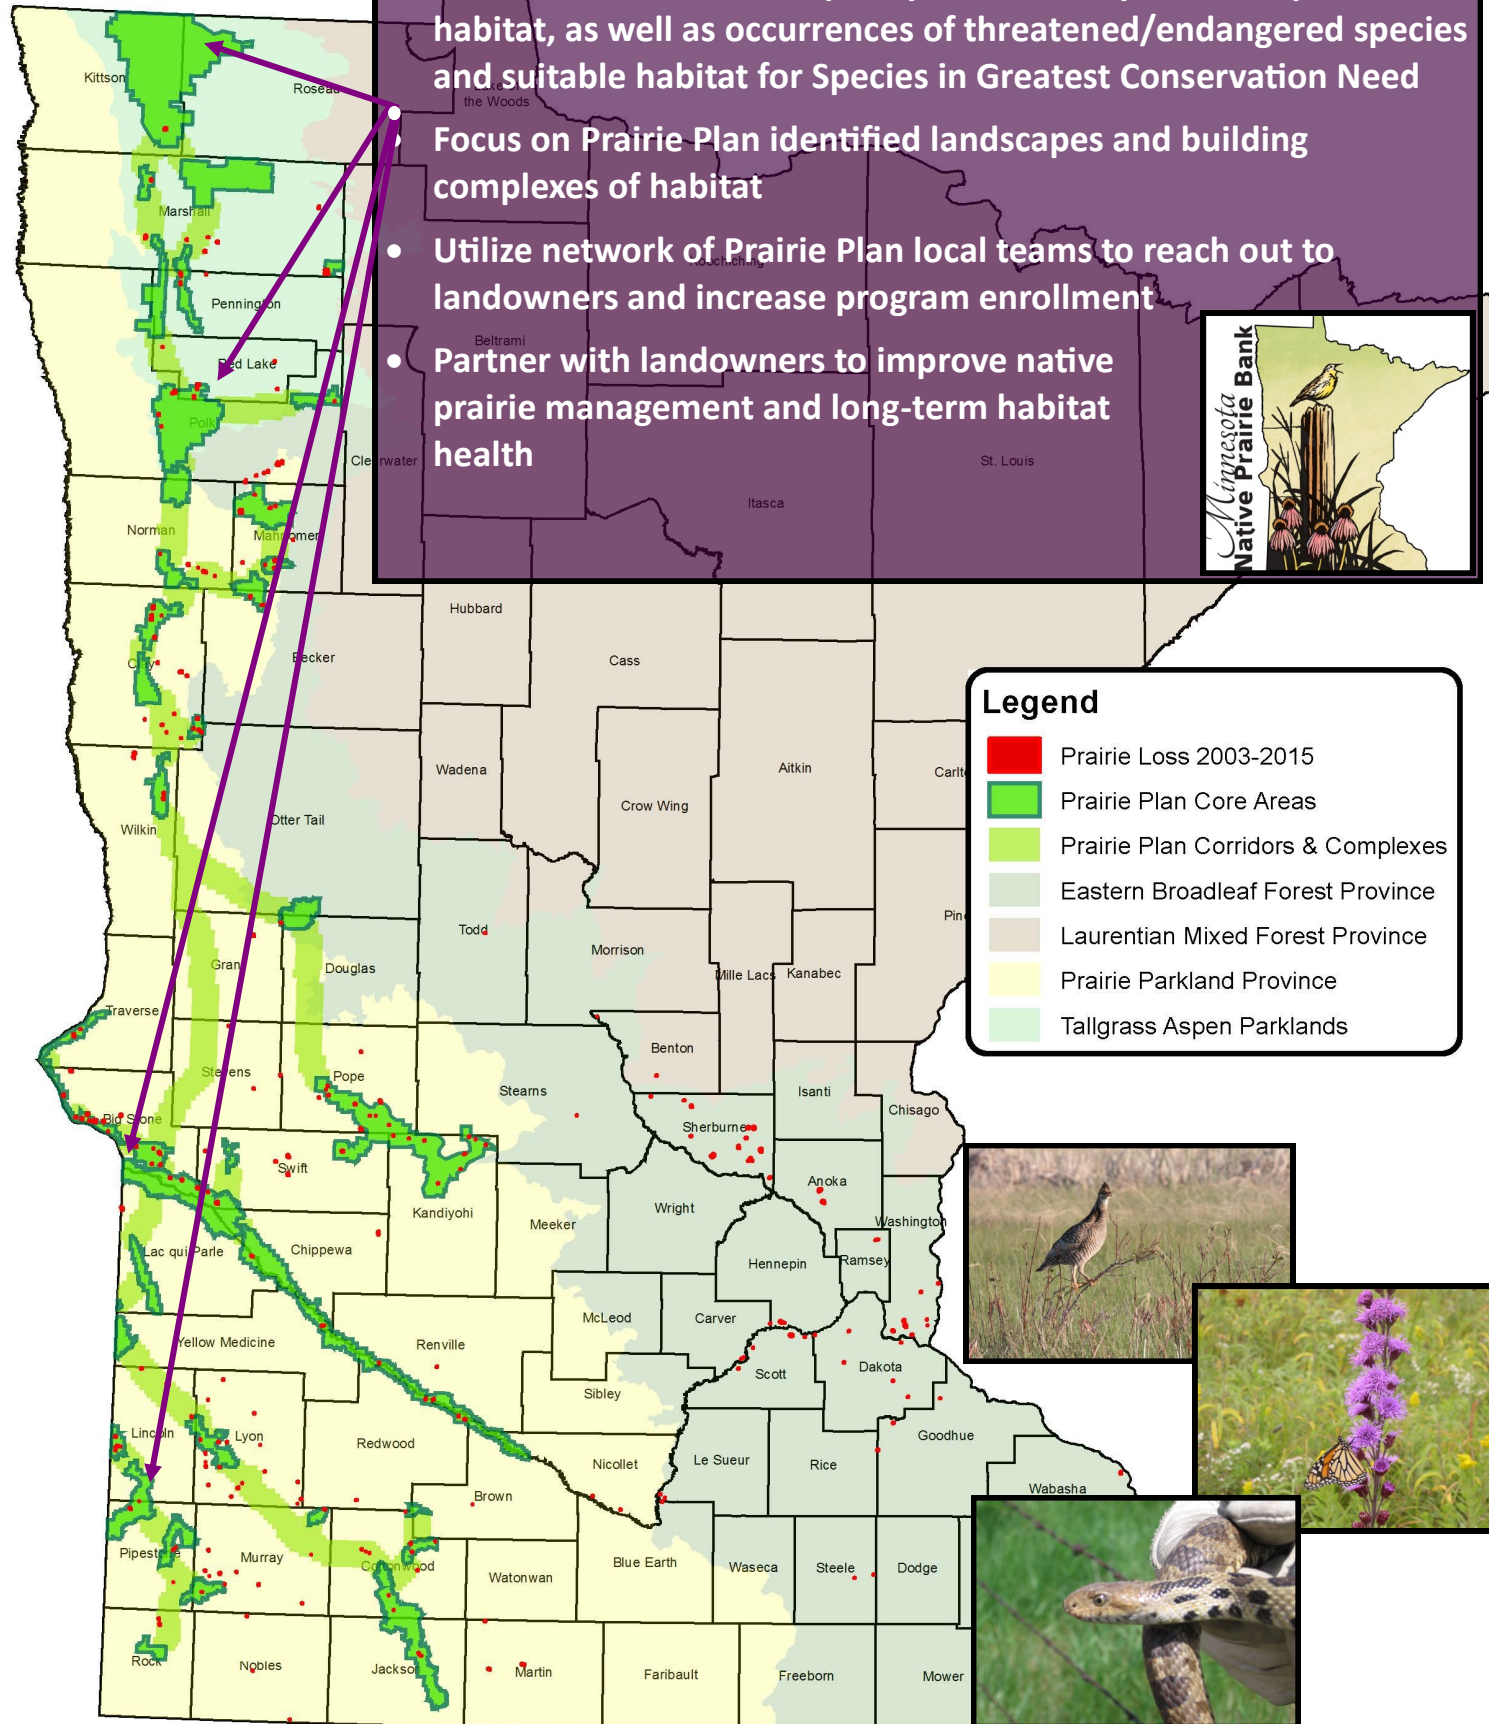 habitat, as well as occurrences of threatened/endangered species
and suitable habitat for Species in Greatest Conservation Need
• Focus on Prairie Plan identified landscapes and building
complexes of habitat
• Utilize network of Prairie Plan local teams to reach out to
landowners and increase program enrollment
• Partner with landowners to improve native
prairie management and long-term habitat
health
Minnesota
Native Prairie Bank
Legend
Prairie Loss 2003-2015
Prairie Plan Core Areas
Prairie Plan Corridors & Complexes
Eastern Broadleaf Forest Province
Laurentian Mixed Forest Province
Prairie Parkland Province
Tallgrass Aspen Parklands
Kittson
Roseau
Lake of
the Woods
Marshall
Koochiching
Pennington
Beltrami
Red Lake
Polk
Clearwater
St. Louis
Itasca
Norman
Mahnomen
Hubbard
Clay
Becker
Cass
Wadena
Aitkin
Carlt
Crow Wing
Wilkin
Otter Tail
Todd
Morrison
Pine
Grant
Douglas
Mille Lacs
Kanabec
Traverse
Benton
Stevens
Pope
Stearns
Isanti
Chisago
Big Stone
Sherburne
Swift
Anoka
Kandiyohi
Meeker
Wright
Washington
Lac qui Parle
Chippewa
Hennepin
Ramsey
McLeod
Carver
Yellow Medicine
Renville
Scott
Dakota
Sibley
Lincoln
Lyon
Redwood
Nicollet
Le Sueur
Rice
Goodhue
Brown
Wabasha
Pipestone
Murray
Cottonwood
Watonwan
Blue Earth
Waseca
Steele
Dodge
Rock
Nobles
Jackson
Martin
Faribault
Freeborn
Mower